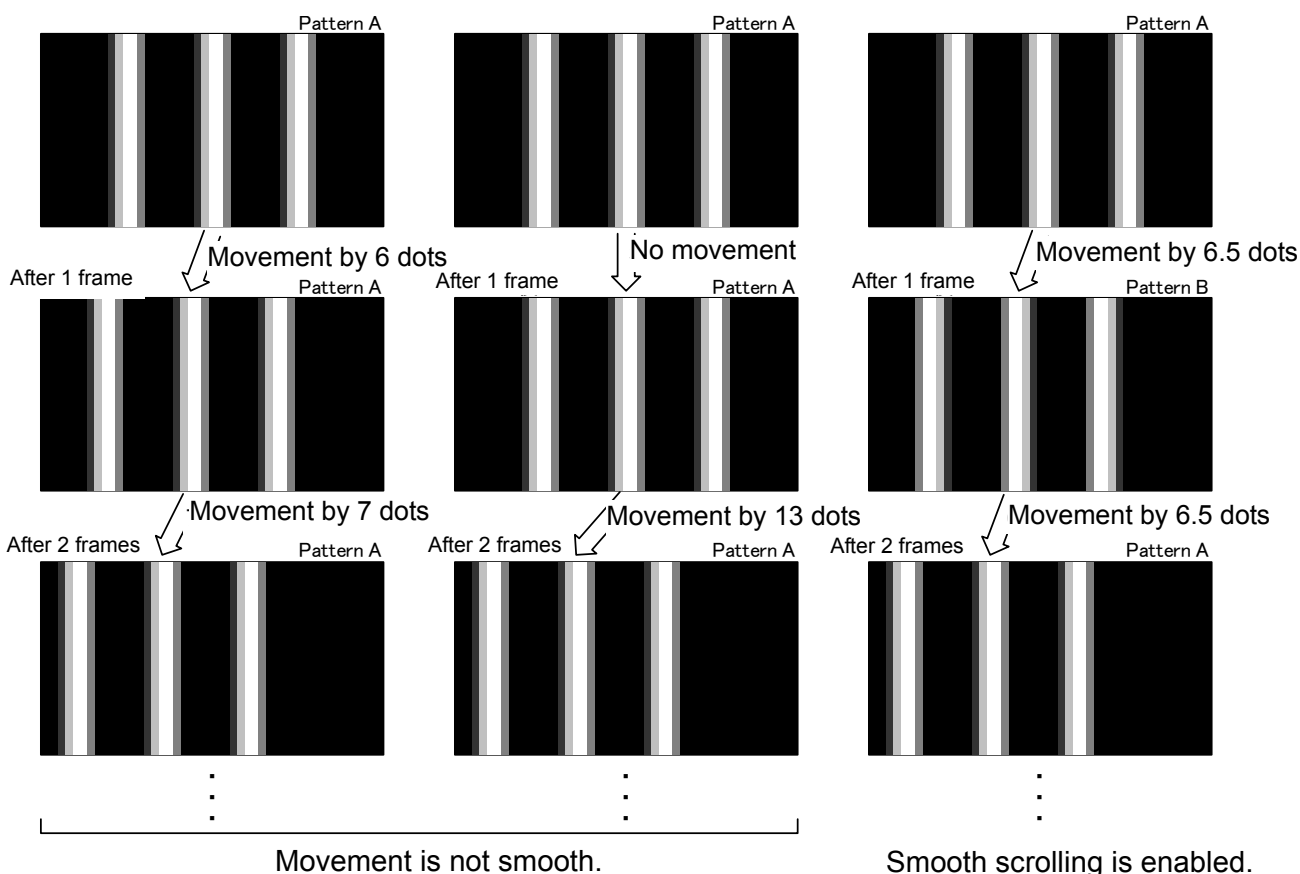 Pattern A
Pattern A
Pattern A
Movement by 6 dots
No movement
Movement by 6.5 dots
After 1 frame
Pattern A
After 1 frame
Pattern A
After 1 frame
Pattern B
Movement by 7 dots
Movement by 13 dots
Movement by 6.5 dots
After 2 frames
Pattern A
After 2 frames
Pattern A
After 2 frames
Pattern A
Movement is not smooth.
Smooth scrolling is enabled.